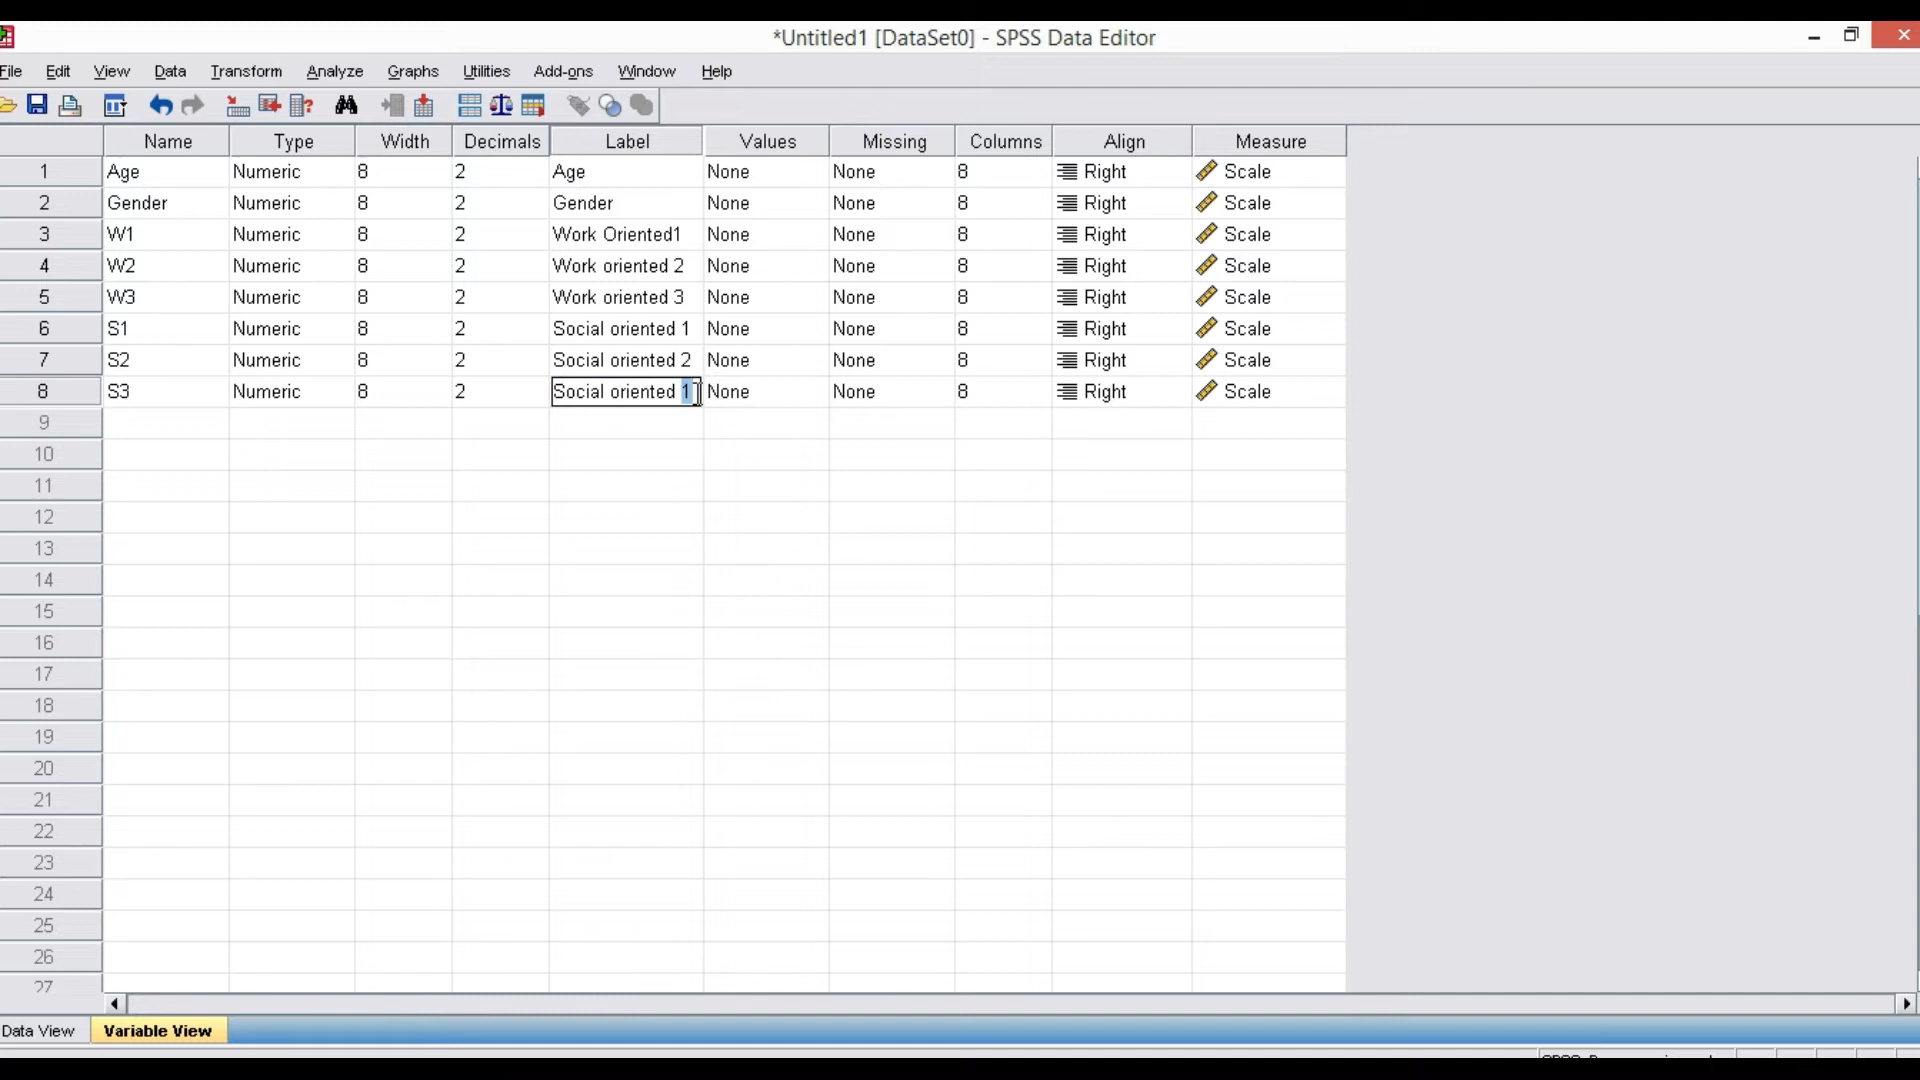 *Untitled1 [DataSet0] - SPSS Data Editor
File Edit View Data Transform Analyze Graphs Utilities Add-ons Window Help
Name Type Width Decimals Label Values Missing Columns Align Measure
1 Age Numeric 8 2 Age None None 8 Right Scale
2 Gender Numeric 8 2 Gender None None 8 Right Scale
3 W1 Numeric 8 2 Work Oriented1 None None 8 Right Scale
4 W2 Numeric 8 2 Work oriented 2 None None 8 Right Scale
5 W3 Numeric 8 2 Work oriented 3 None None 8 Right Scale
6 S1 Numeric 8 2 Social oriented 1 None None 8 Right Scale
7 S2 Numeric 8 2 Social oriented 2 None None 8 Right Scale
8 S3 Numeric 8 2 Social oriented 1 None None 8 Right Scale
9
10
11
12
13
14
15
16
17
18
19
20
21
22
23
24
25
26
27
Data View Variable View